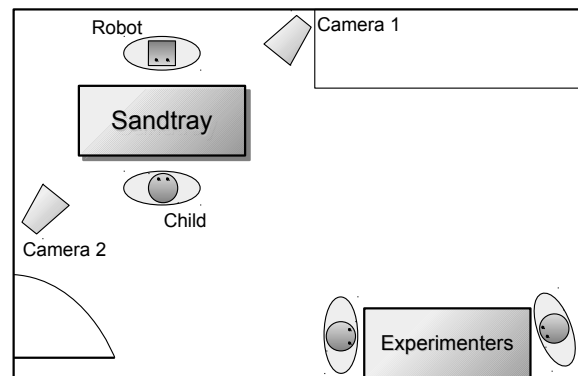 Robot
Camera 1
Sandtray
Child
Camera 2
Experimenters